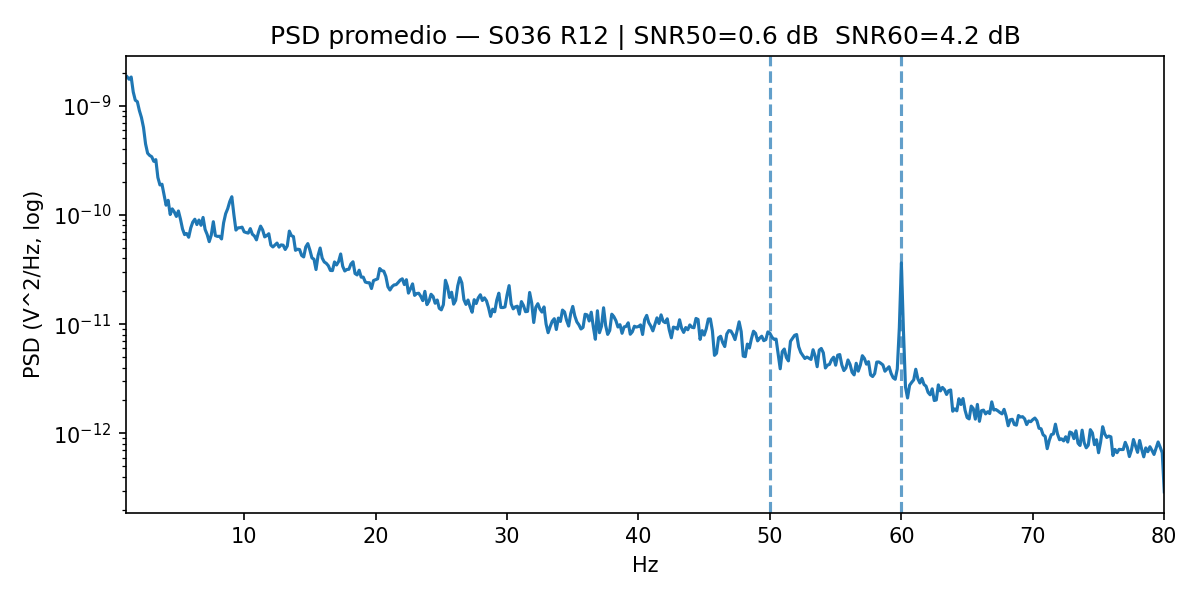 PSD promedio — S036 R12 | SNR50=0.6 dB  SNR60=4.2 dB
PSD (V^2/Hz, log)
10⁻⁹
10⁻¹⁰
10⁻¹¹
10⁻¹²
10 20 30 40 50 60 70 80
Hz